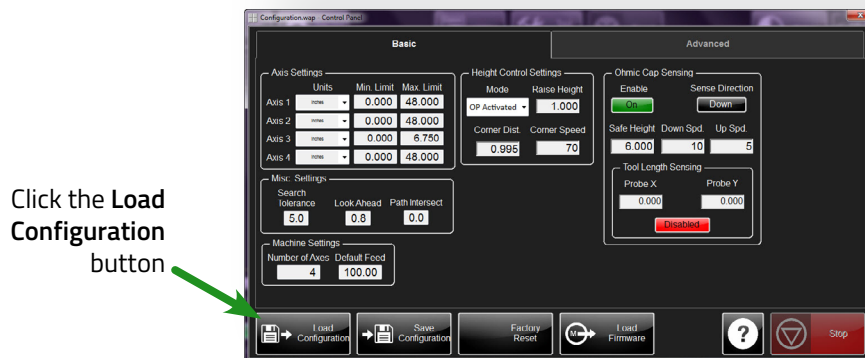 Configuration.wap Control Panel
Basic
Advanced
Axis Settings
Units Min. Limit Max. Limit
Axis 1 Inches 0.000 48.000
Axis 2 Inches 0.000 48.000
Axis 3 Inches 0.000 6.750
Axis 4 Inches 0.000 48.000
Misc. Settings
Search
Tolerance Look Ahead Path Intersect
5.0 0.8 0.0
Machine Settings
Number of Axes Default Feed
4 100.00
Height Control Settings
Mode Raise Height
OP Activated 1.000
Corner Dist. Corner Speed
0.995 70
Ohmic Cap Sensing
Enable Sense Direction
On Down
Safe Height Down Spd. Up Spd.
6.000 10 5
Tool Length Sensing
Probe X Probe Y
0.000 0.000
Disabled
Click the Load
Configuration
button
Load
Configuration
Save
Configuration
Factory
Reset
M
Load
Firmware
?
Stop